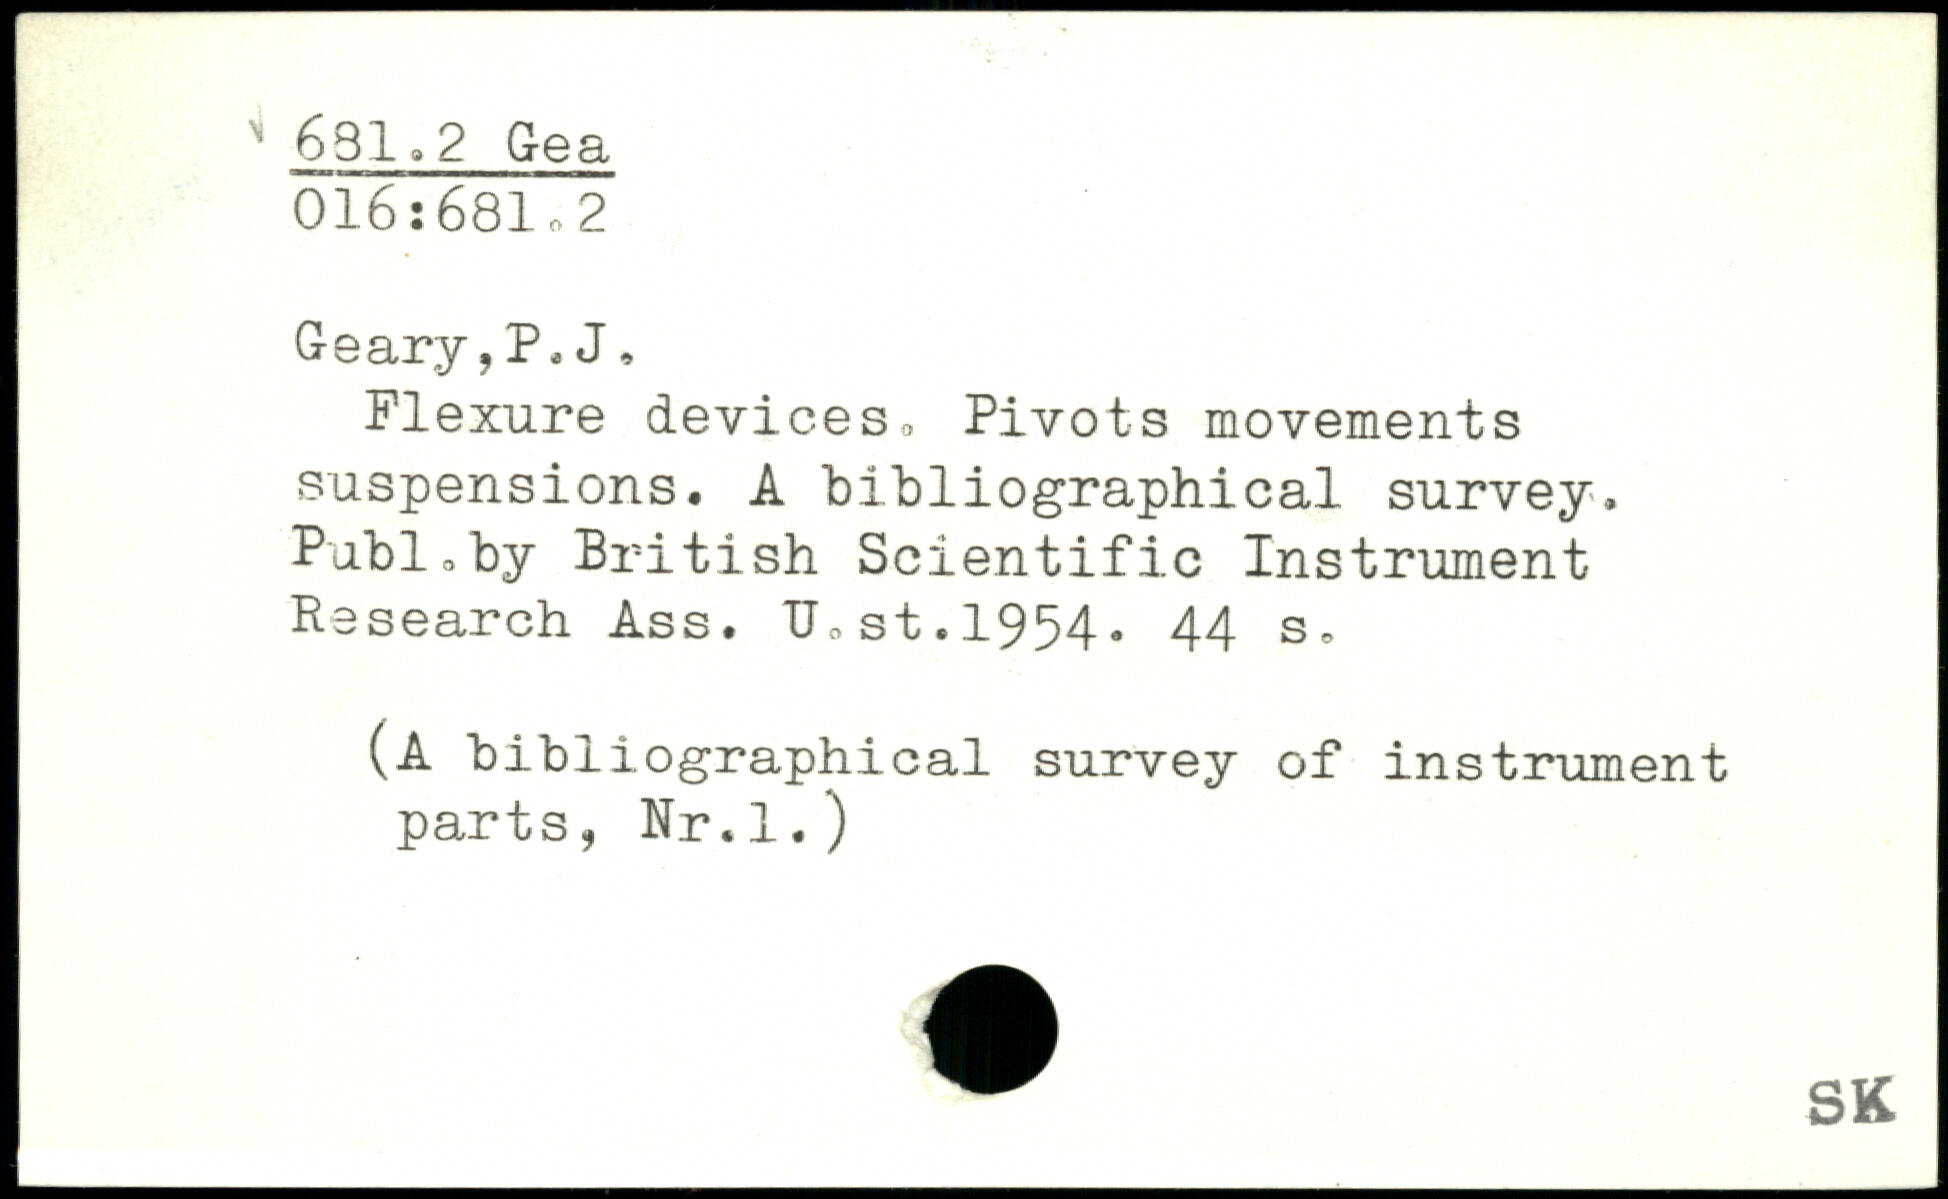 681.2 Gea
016:681.2
Geary,P.J.
Flexure devices. Pivots movements
suspensions. A bibliographical survey.
Publ.by British Scientific Instrument
Research Ass. U.st.1954. 44 s.
(A bibliographical survey of instrument
parts, Nr.1.)
SK